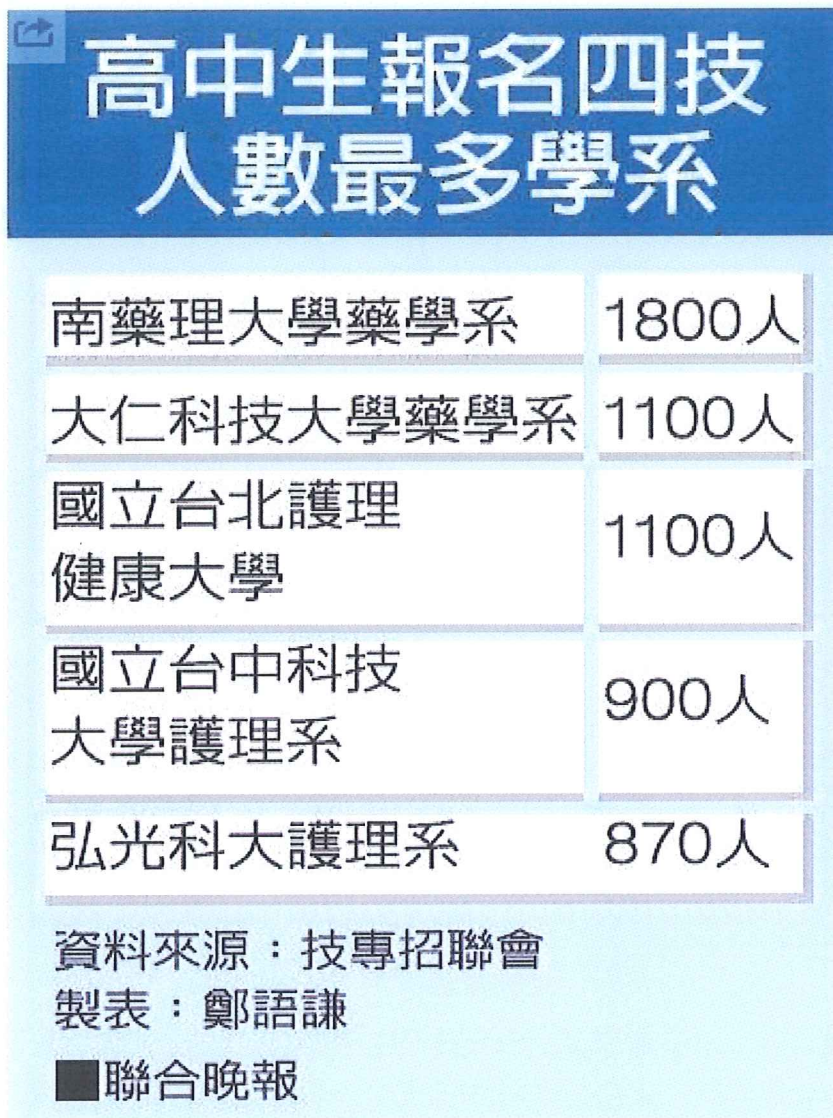 高中生報名四技
人數最多學系
南藥理大學藥學系 1800人
大仁科技大學藥學系 1100人
國立台北護理
健康大學 1100人
國立台中科技
大學護理系 900人
弘光科大護理系 870人
資料來源：技專招聯會
製表：鄭語謙
■聯合晚報